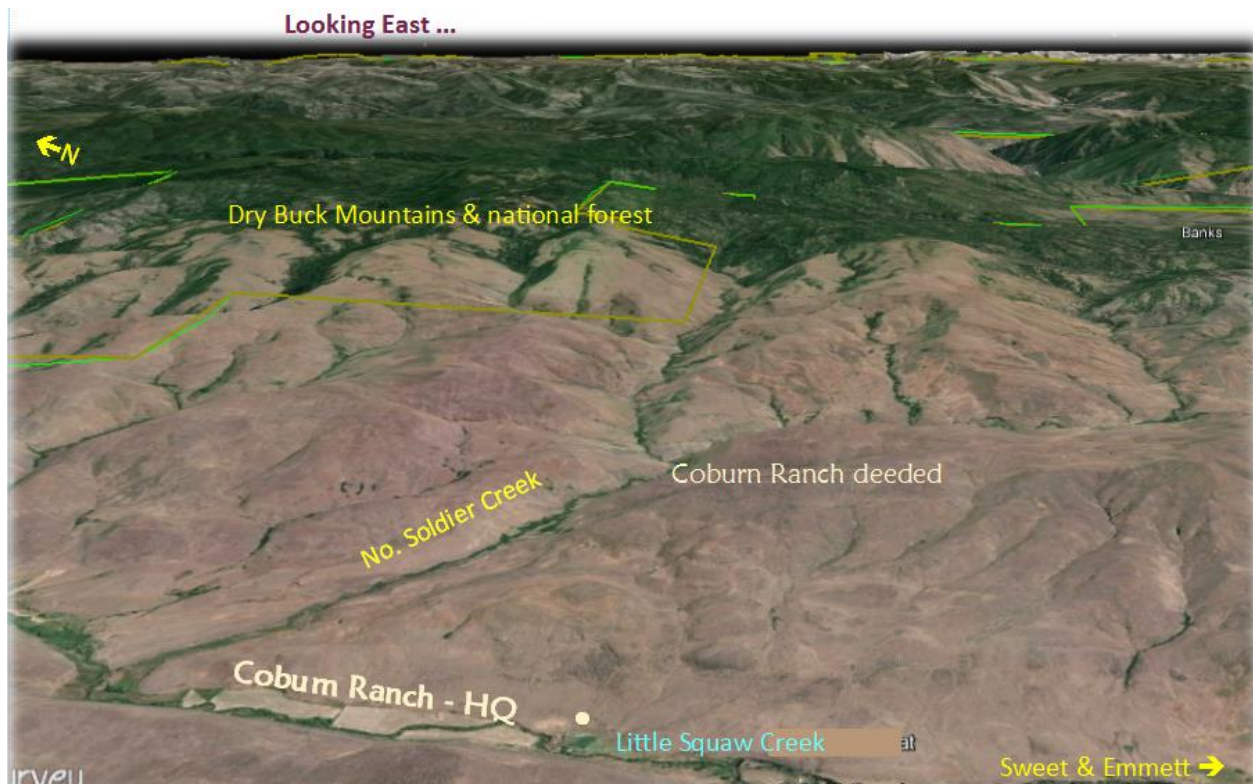 Looking East ...
N
Dry Buck Mountains & national forest
Banks
Coburn Ranch deeded
No. Soldier Creek
Coburn Ranch - HQ
Little Squaw Creek
Sweet & Emmett